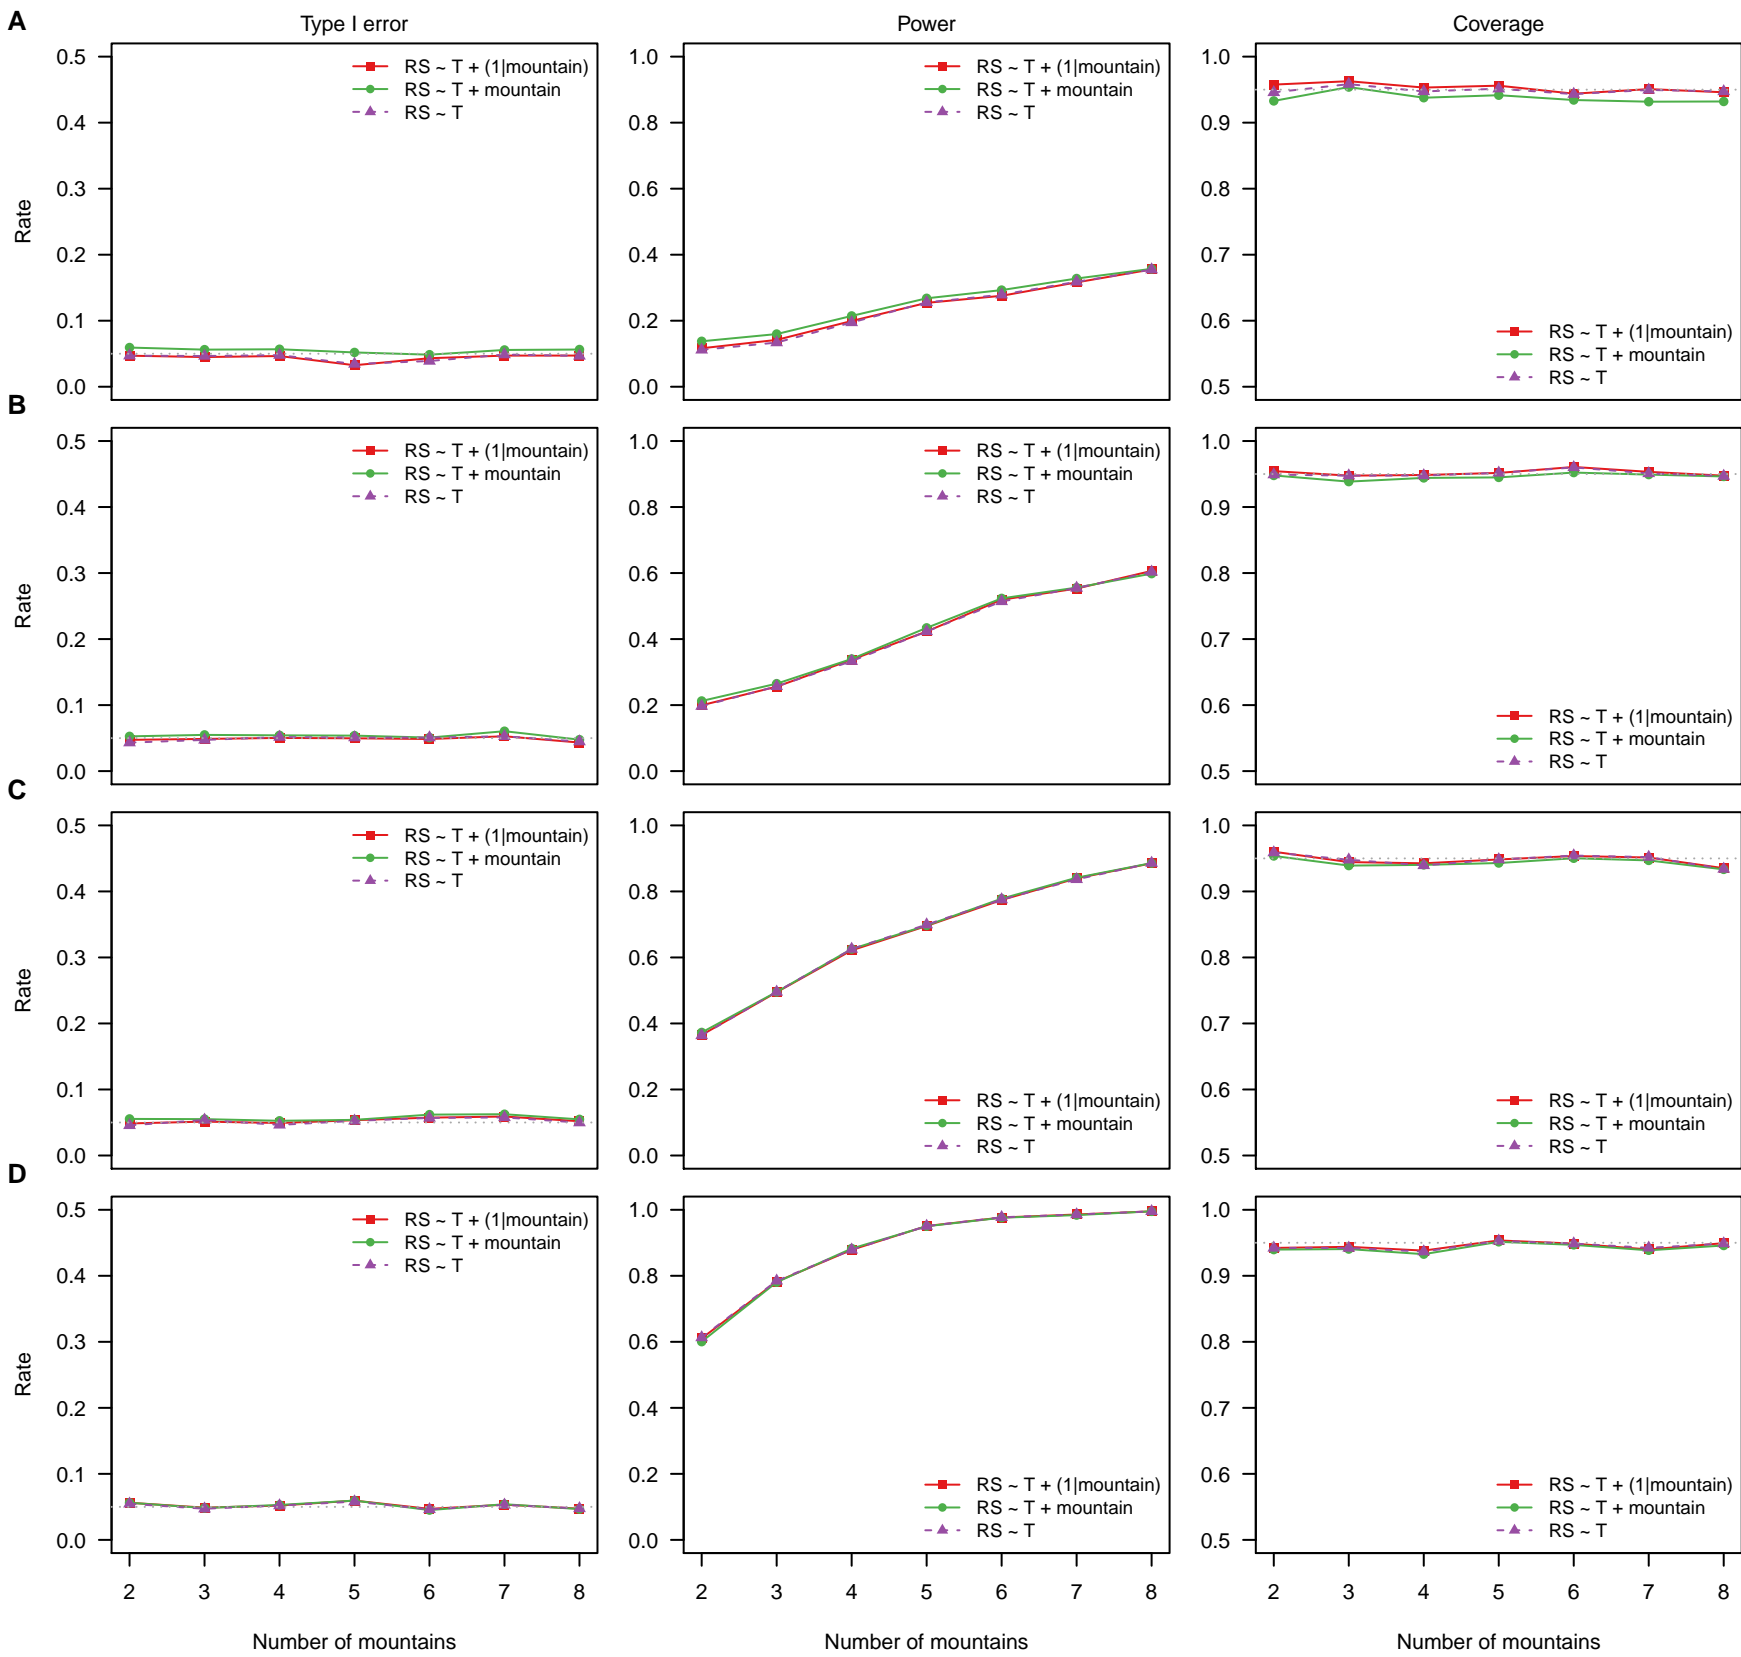 A
Type I error
Power
Coverage
0.5
0.4
0.3
0.2
0.1
0.0
Rate
RS ~ T + (1|mountain)
RS ~ T + mountain
RS ~ T
1.0
0.8
0.6
0.4
0.2
0.0
RS ~ T + (1|mountain)
RS ~ T + mountain
RS ~ T
1.0
0.9
0.8
0.7
0.6
0.5
RS ~ T + (1|mountain)
RS ~ T + mountain
RS ~ T
B
0.5
0.4
0.3
0.2
0.1
0.0
Rate
RS ~ T + (1|mountain)
RS ~ T + mountain
RS ~ T
1.0
0.8
0.6
0.4
0.2
0.0
RS ~ T + (1|mountain)
RS ~ T + mountain
RS ~ T
1.0
0.9
0.8
0.7
0.6
0.5
RS ~ T + (1|mountain)
RS ~ T + mountain
RS ~ T
C
0.5
0.4
0.3
0.2
0.1
0.0
Rate
RS ~ T + (1|mountain)
RS ~ T + mountain
RS ~ T
1.0
0.8
0.6
0.4
0.2
0.0
RS ~ T + (1|mountain)
RS ~ T + mountain
RS ~ T
1.0
0.9
0.8
0.7
0.6
0.5
RS ~ T + (1|mountain)
RS ~ T + mountain
RS ~ T
D
0.5
0.4
0.3
0.2
0.1
0.0
Rate
RS ~ T + (1|mountain)
RS ~ T + mountain
RS ~ T
2 3 4 5 6 7 8
Number of mountains
1.0
0.8
0.6
0.4
0.2
0.0
RS ~ T + (1|mountain)
RS ~ T + mountain
RS ~ T
2 3 4 5 6 7 8
Number of mountains
1.0
0.9
0.8
0.7
0.6
0.5
RS ~ T + (1|mountain)
RS ~ T + mountain
RS ~ T
2 3 4 5 6 7 8
Number of mountains